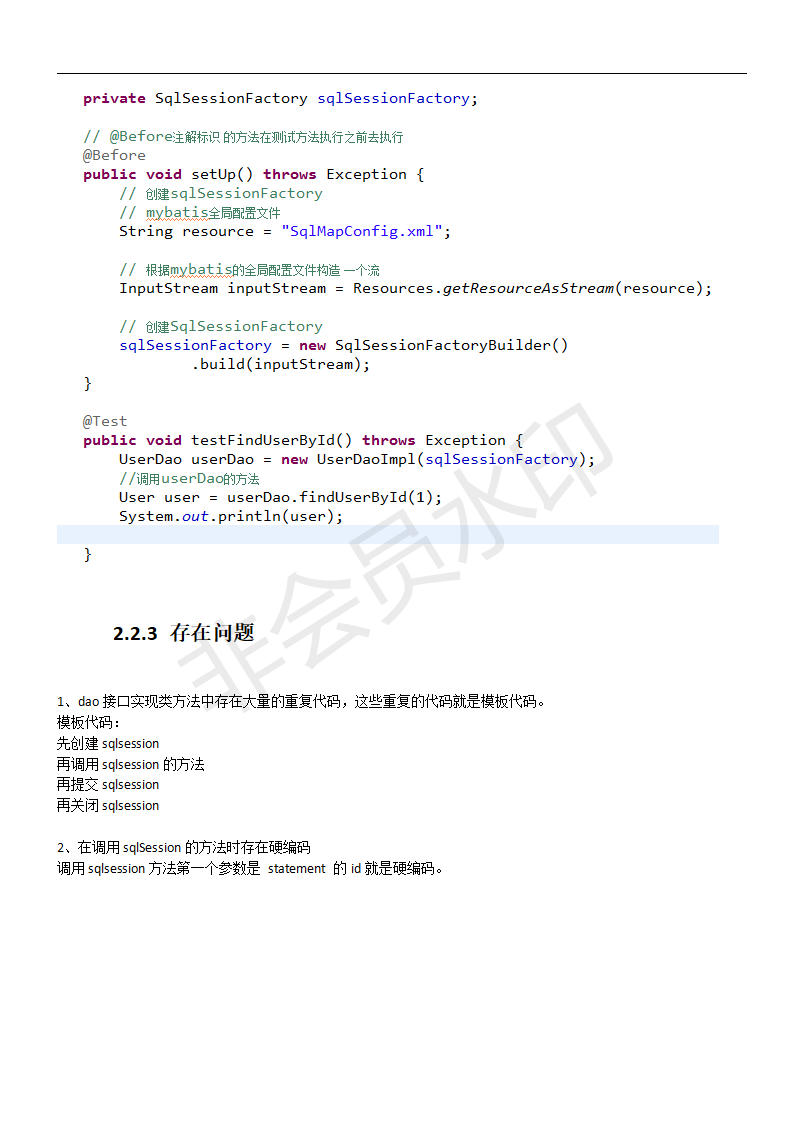 private SqlSessionFactory sqlSessionFactory;
// @Before注解标识 的方法在测试方法执行之前去执行
@Before
public void setUp() throws Exception {
// 创建sqlSessionFactory
// mybatis全局配置文件
String resource = "SqlMapConfig.xml";
// 根据mybatis的全局配置文件构造 一个流
InputStream inputStream = Resources.getResourceAsStream(resource);
// 创建SqlSessionFactory
sqlSessionFactory = new SqlSessionFactoryBuilder()
.build(inputStream);
}
@Test
public void testFindUserById() throws Exception {
UserDao userDao = new UserDaoImpl(sqlSessionFactory);
//调用userDao的方法
User user = userDao.findUserById(1);
System.out.println(user);
}
非会员水印
2.2.3 存在问题
1、dao 接口实现类方法中存在大量的重复代码，这些重复的代码就是模板代码。
模板代码：
先创建 sqlsession
再调用 sqlsession 的方法
再提交 sqlsession
再关闭 sqlsession
2、在调用 sqlSession 的方法时存在硬编码
调用 sqlsession 方法第一个参数是 statement 的 id 就是硬编码。